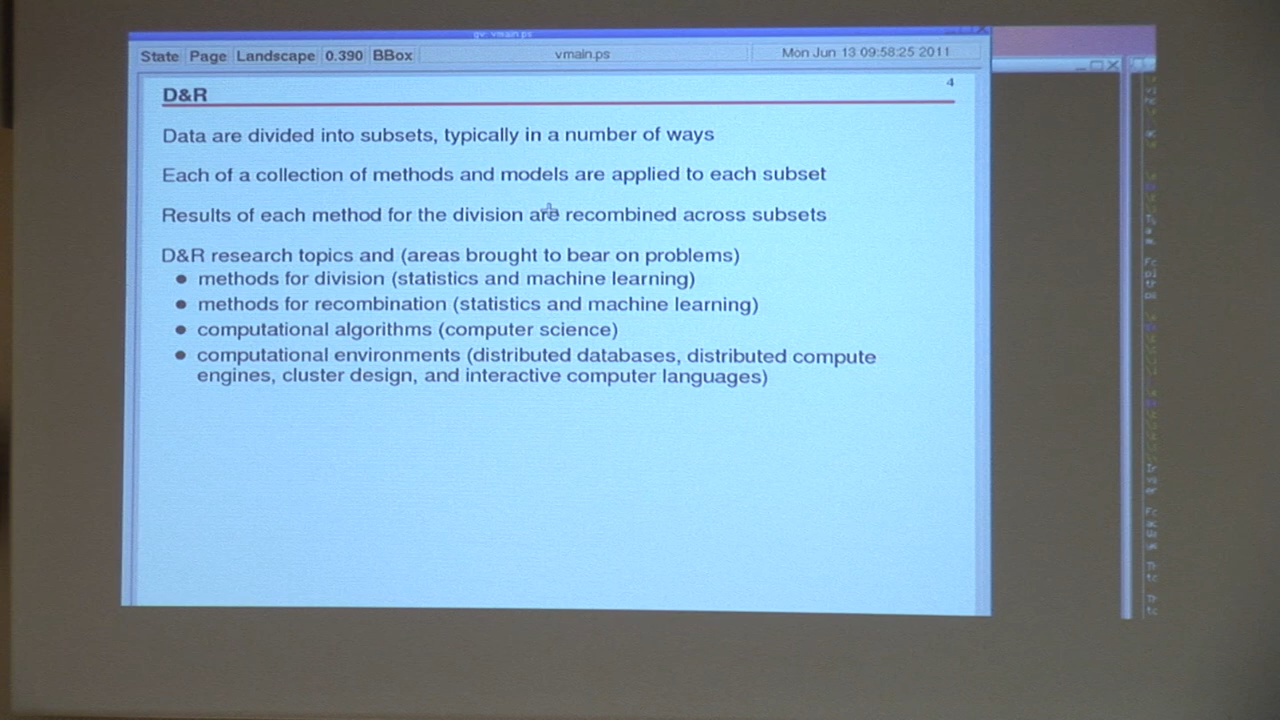 gv: vmain.ps
State Page Landscape 0.390 BBox vmain.ps Mon Jun 13 09:58:25 2011
4
D&R
Data are divided into subsets, typically in a number of ways
Each of a collection of methods and models are applied to each subset
Results of each method for the division are recombined across subsets
D&R research topics and (areas brought to bear on problems)
● methods for division (statistics and machine learning)
● methods for recombination (statistics and machine learning)
● computational algorithms (computer science)
● computational environments (distributed databases, distributed compute
engines, cluster design, and interactive computer languages)